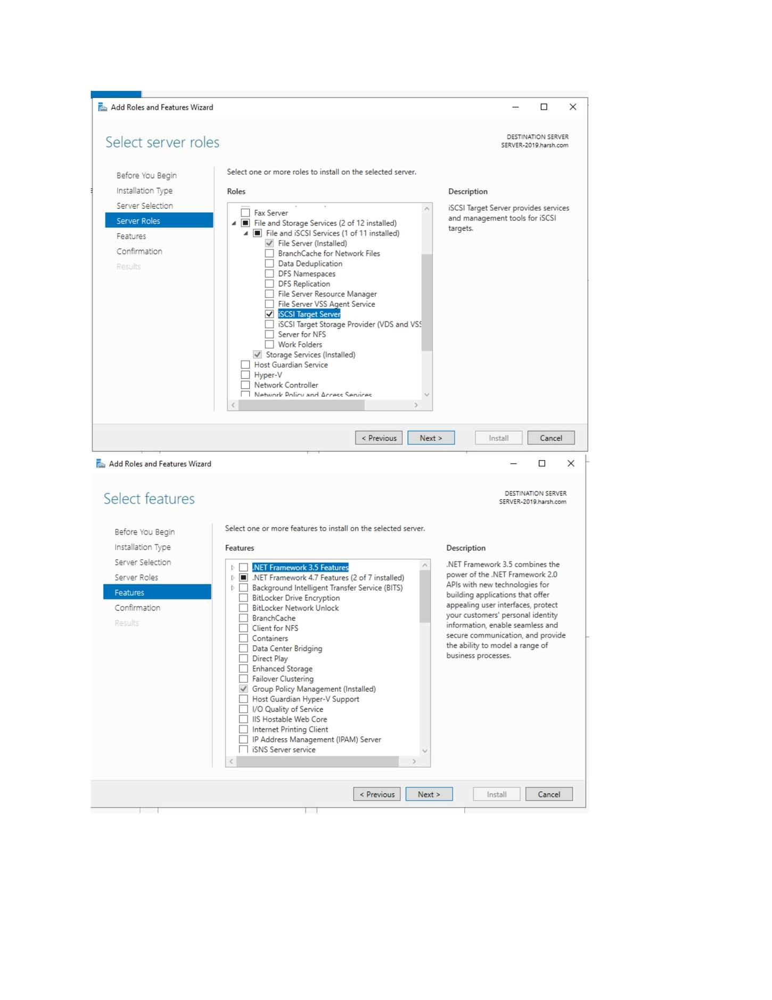 Add Roles and Features Wizard
Select server roles
DESTINATION SERVER
SERVER-2019.harsh.com
Before You Begin
Installation Type
Server Selection
Server Roles
Features
Confirmation
Results
Select one or more roles to install on the selected server.
Roles
Fax Server
File and Storage Services (2 of 12 installed)
File and iSCSI Services (1 of 11 installed)
File Server (Installed)
BranchCache for Network Files
Data Deduplication
DFS Namespaces
DFS Replication
File Server Resource Manager
File Server VSS Agent Service
iSCSI Target Server
iSCSI Target Storage Provider (VDS and VSS
Server for NFS
Work Folders
Storage Services (Installed)
Host Guardian Service
Hyper-V
Network Controller
Network Policy and Access Services
Description
iSCSI Target Server provides services
and management tools for iSCSI
targets.
< Previous
Next >
Install
Cancel
Add Roles and Features Wizard
Select features
DESTINATION SERVER
SERVER-2019.harsh.com
Before You Begin
Installation Type
Server Selection
Server Roles
Features
Confirmation
Results
Select one or more features to install on the selected server.
Features
.NET Framework 3.5 Features
.NET Framework 4.7 Features (2 of 7 installed)
Background Intelligent Transfer Service (BITS)
BitLocker Drive Encryption
BitLocker Network Unlock
BranchCache
Client for NFS
Containers
Data Center Bridging
Direct Play
Enhanced Storage
Failover Clustering
Group Policy Management (Installed)
Host Guardian Hyper-V Support
I/O Quality of Service
IIS Hostable Web Core
Internet Printing Client
IP Address Management (IPAM) Server
iSNS Server service
Description
.NET Framework 3.5 combines the
power of the .NET Framework 2.0
APIs with new technologies for
building applications that offer
appealing user interfaces, protect
your customers' personal identity
information, enable seamless and
secure communication, and provide
the ability to model a range of
business processes.
< Previous
Next >
Install
Cancel